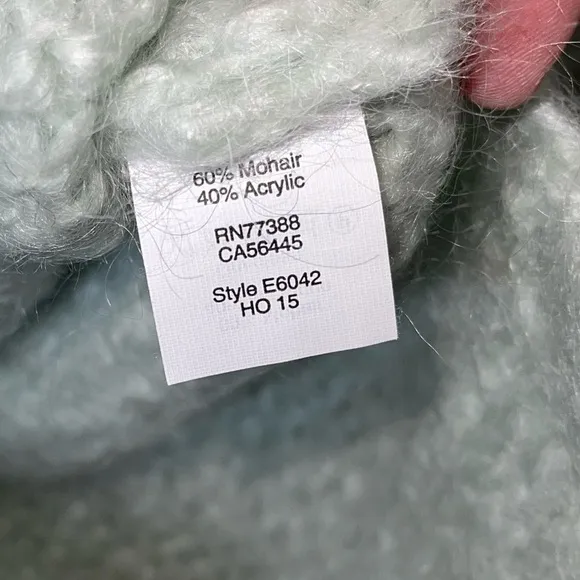 60% Mohair
40% Acrylic
RN77388
CA56445
Style E6042
HO 15